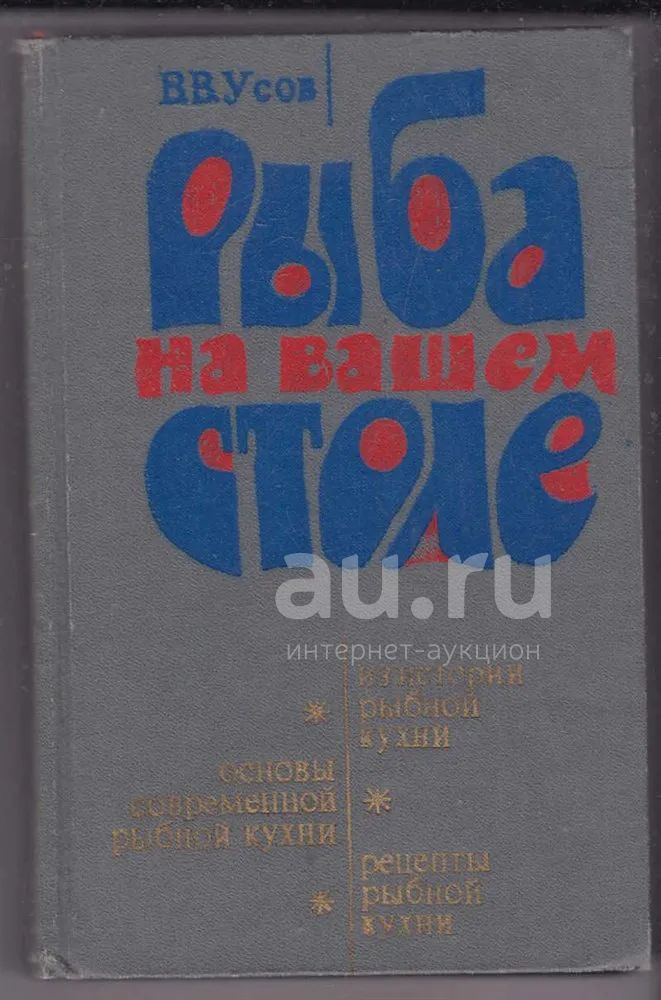 В.В.Усов
Рыба
на вашем
столе
au.ru
интернет-аукцион
из истории
рыбной
кухни
основы
современной
рыбной кухни
рецепты
рыбной
кухни